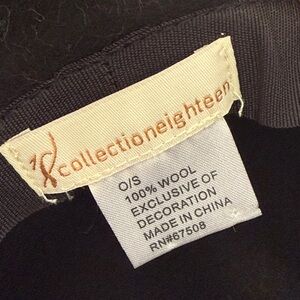 18 collectioneighteen
O/S
100% WOOL
EXCLUSIVE OF
DECORATION
MADE IN CHINA
RN#67508